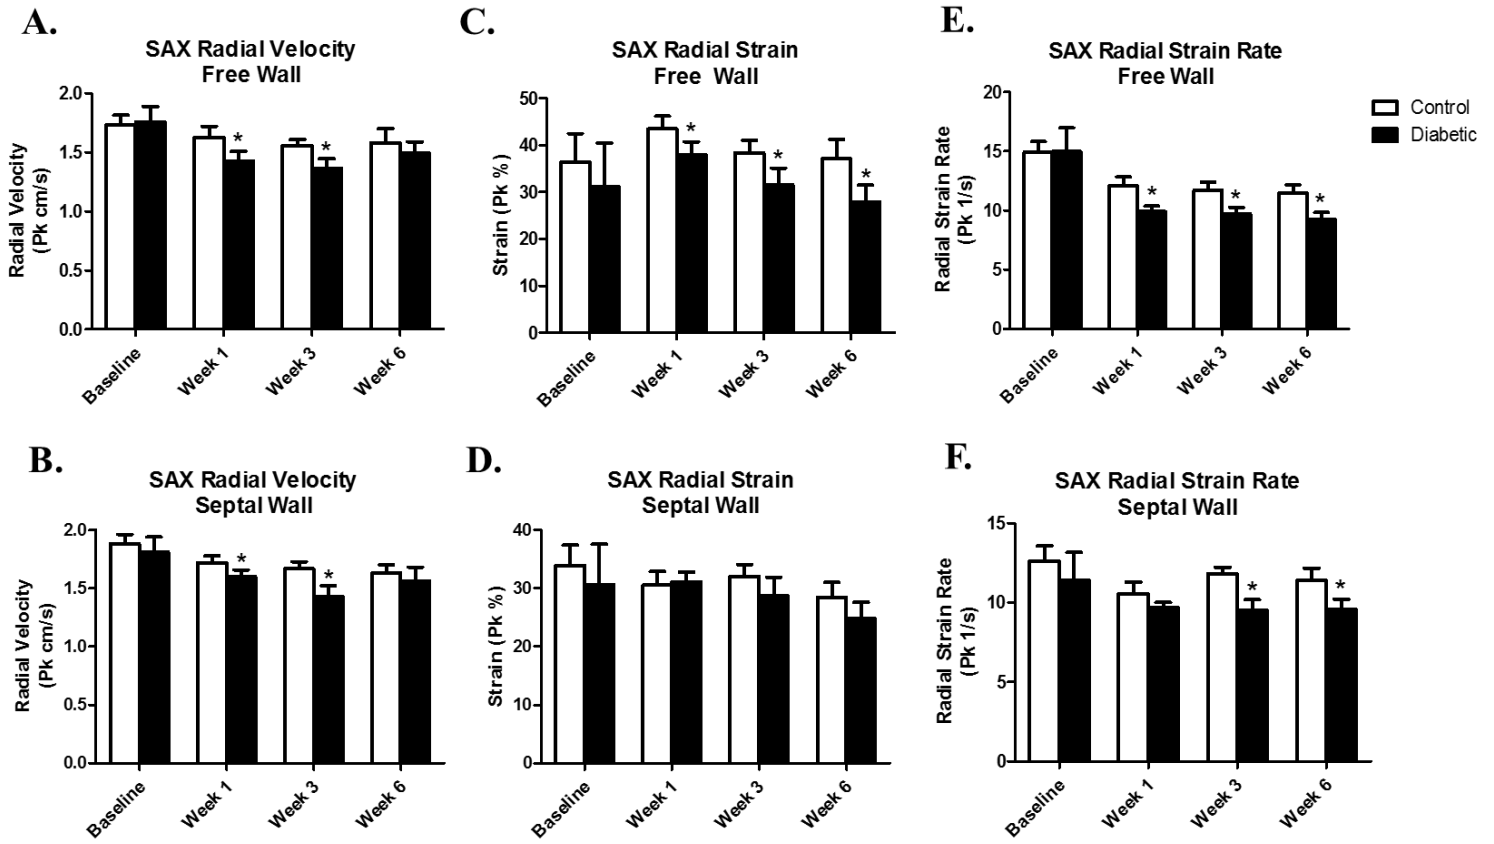 A.
SAX Radial Velocity
Free Wall
Radial Velocity
(Pk cm/s)
2.0
1.5
1.0
0.5
0.0
*
*
Baseline
Week 1
Week 3
Week 6
C.
SAX Radial Strain
Free Wall
Strain (Pk %)
50
40
30
20
10
0
*
*
*
Baseline
Week 1
Week 3
Week 6
E.
SAX Radial Strain Rate
Free Wall
Radial Strain Rate
(Pk 1/s)
20
15
10
5
0
*
*
*
Baseline
Week 1
Week 3
Week 6
Control
Diabetic
B.
SAX Radial Velocity
Septal Wall
Radial Velocity
(Pk cm/s)
2.0
1.5
1.0
0.5
0.0
*
*
Baseline
Week 1
Week 3
Week 6
D.
SAX Radial Strain
Septal Wall
Strain (Pk %)
40
30
20
10
0
Baseline
Week 1
Week 3
Week 6
F.
SAX Radial Strain Rate
Septal Wall
Radial Strain Rate
(Pk 1/s)
15
10
5
0
*
*
Baseline
Week 1
Week 3
Week 6